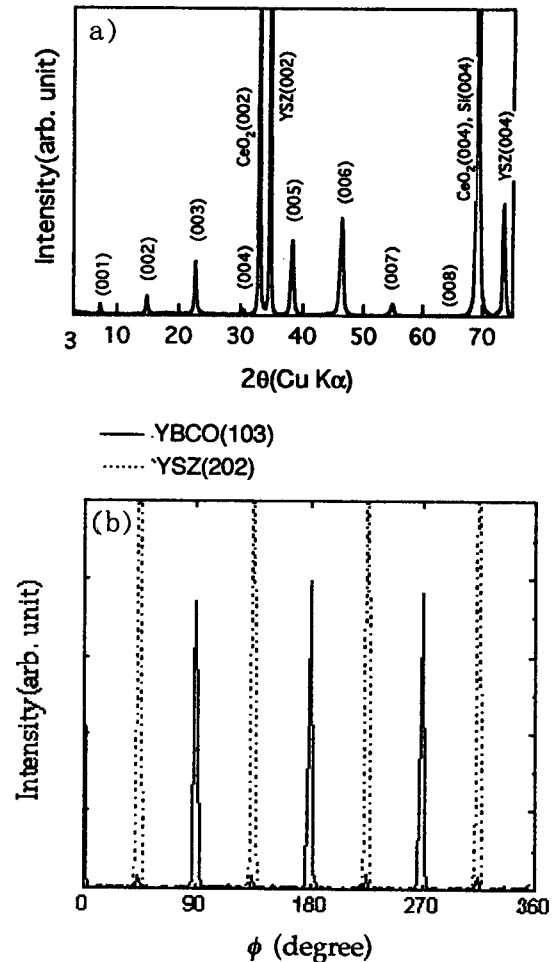 a)
Intensity(arb. unit)
(001)
(002)
(003)
(004)
CeO₂(002)
YSZ(002)
(005)
(006)
(007)
(008)
CeO₂(004), Si(004)
YSZ(004)
3 10 20 30 40 50 60 70
2θ(Cu Kα)
YBCO(103)
YSZ(202)
(b)
Intensity(arb. unit)
0 90 180 270 360
ϕ (degree)